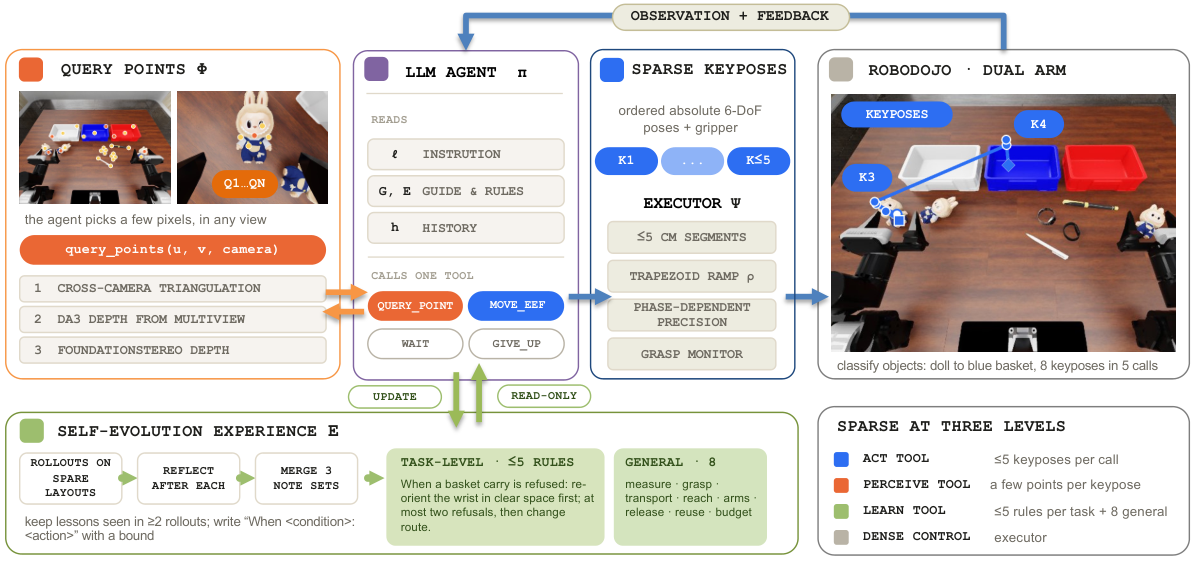 OBSERVATION + FEEDBACK
QUERY POINTS Φ
Q1…QN
the agent picks a few pixels, in any view
query_points(u, v, camera)
1 CROSS-CAMERA TRIANGULATION
2 DA3 DEPTH FROM MULTIVIEW
3 FOUNDATIONSTEREO DEPTH
LLM AGENT π
READS
ℓ INSTRUTION
G, E GUIDE & RULES
h HISTORY
CALLS ONE TOOL
QUERY_POINT
MOVE_EEF
WAIT
GIVE_UP
SPARSE KEYPOSES
ordered absolute 6-DoF
poses + gripper
K1
...
K≤5
EXECUTOR Ψ
≤5 CM SEGMENTS
TRAPEZOID RAMP ρ
PHASE-DEPENDENT
PRECISION
GRASP MONITOR
ROBODOJO · DUAL ARM
KEYPOSES
K4
K3
classify objects: doll to blue basket, 8 keyposes in 5 calls
UPDATE
READ-ONLY
SELF-EVOLUTION EXPERIENCE E
ROLLOUTS ON
SPARE
LAYOUTS
REFLECT
AFTER EACH
MERGE 3
NOTE SETS
keep lessons seen in ≥2 rollouts; write “When <condition>:
<action>” with a bound
TASK-LEVEL · ≤5 RULES
When a basket carry is refused: re-
orient the wrist in clear space first; at
most two refusals, then change
route.
GENERAL · 8
measure · grasp ·
transport · reach · arms ·
release · reuse · budget
SPARSE AT THREE LEVELS
ACT TOOL ≤5 keyposes per call
PERCEIVE TOOL a few points per keypose
LEARN TOOL ≤5 rules per task + 8 general
DENSE CONTROL executor